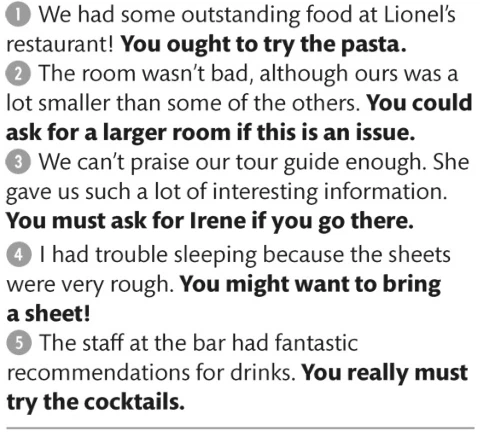 1 We had some outstanding food at Lionel’s
restaurant! You ought to try the pasta.
2 The room wasn’t bad, although ours was a
lot smaller than some of the others. You could
ask for a larger room if this is an issue.
3 We can’t praise our tour guide enough. She
gave us such a lot of interesting information.
You must ask for Irene if you go there.
4 I had trouble sleeping because the sheets
were very rough. You might want to bring
a sheet!
5 The staff at the bar had fantastic
recommendations for drinks. You really must
try the cocktails.